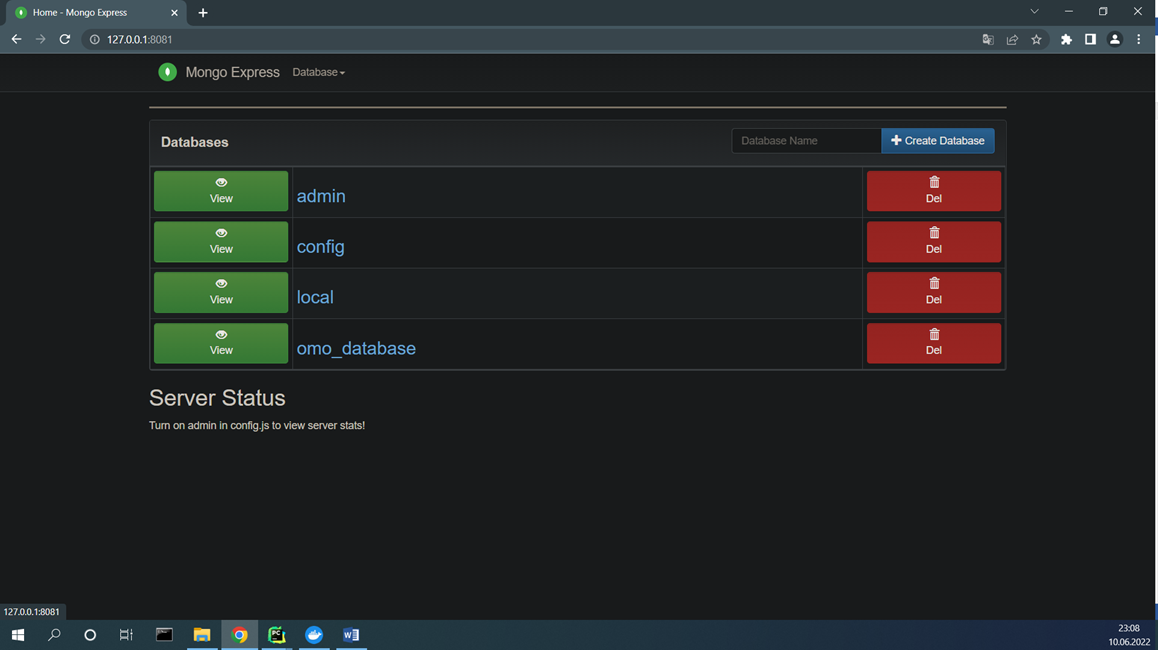 Home - Mongo Express
127.0.0.1:8081
Mongo Express Database
Databases
Database Name
Create Database
View admin Del
View config Del
View local Del
View omo_database Del
Server Status
Turn on admin in config.js to view server stats!
127.0.0.1:8081
PC
W
23:08
10.06.2022